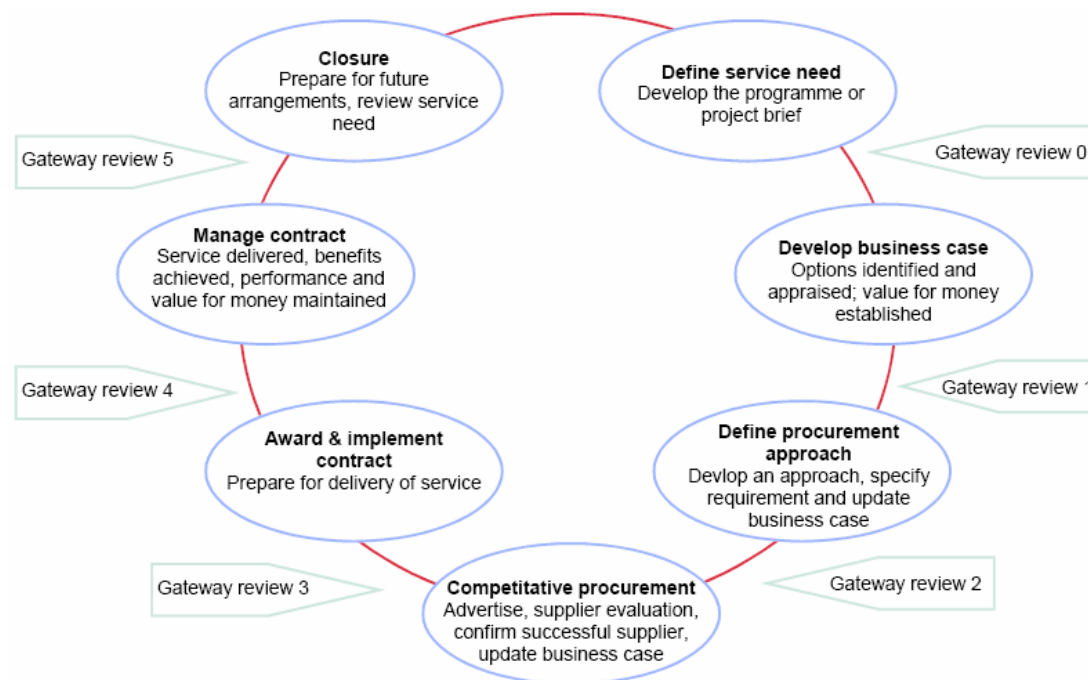 Closure
Prepare for future
arrangements, review service
need
Define service need
Develop the programme or
project brief
Gateway review 5
Gateway review 0
Manage contract
Service delivered, benefits
achieved, performance and
value for money maintained
Develop business case
Options identified and
appraised; value for money
established
Gateway review 4
Gateway review 1
Award & implement
contract
Prepare for delivery of service
Define procurement
approach
Devlop an approach, specify
requirement and update
business case
Gateway review 3
Competitative procurement
Advertise, supplier evaluation,
confirm successful supplier,
update business case
Gateway review 2